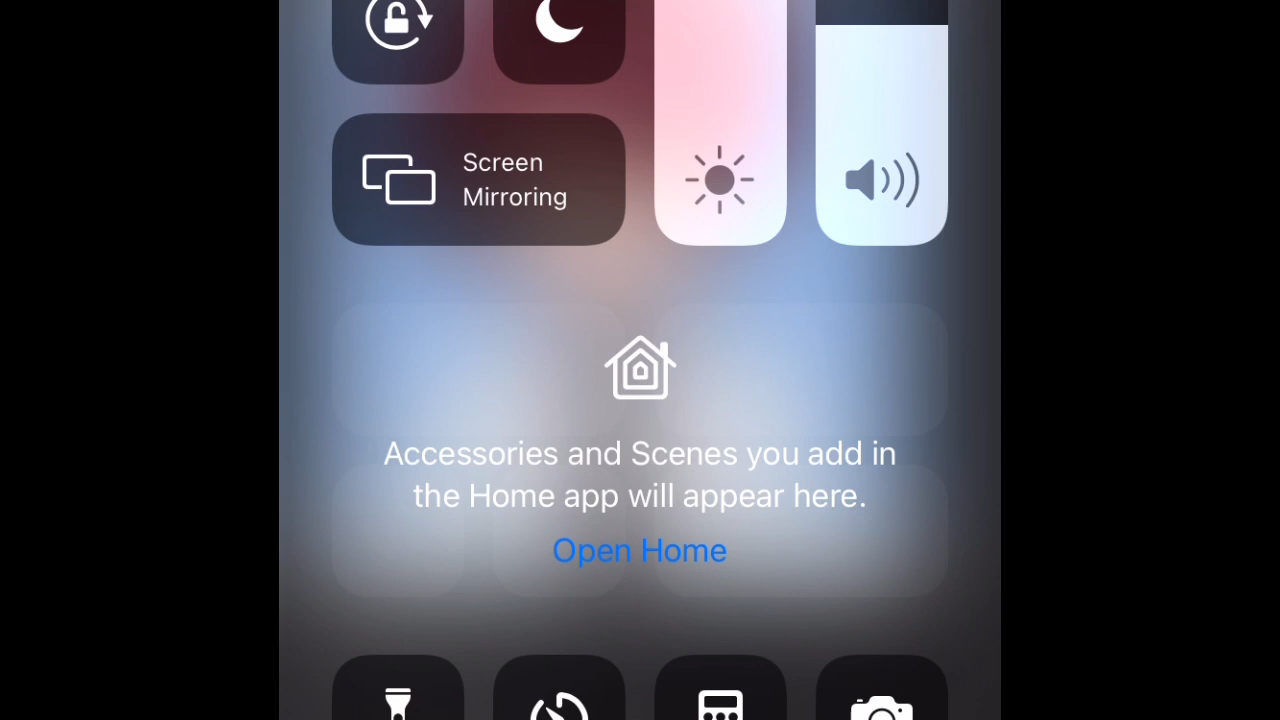 Screen
Mirroring
Accessories and Scenes you add in
the Home app will appear here.
Open Home